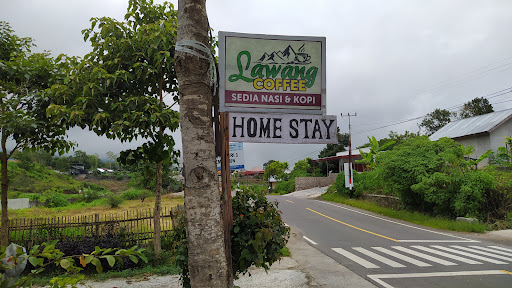 Lawang
COFFEE
SEDIA NASI & KOPI
HOME STAY